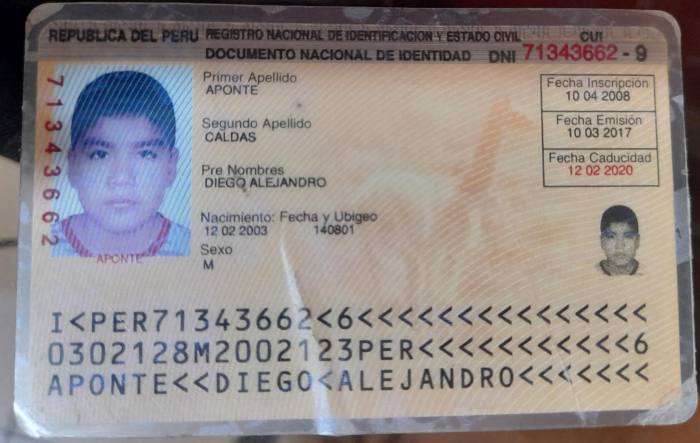 REPUBLICA DEL PERU REGISTRO NACIONAL DE IDENTIFICACION Y ESTADO CIVIL CUI
DOCUMENTO NACIONAL DE IDENTIDAD DNI 71343662 - 9
71343662
APONTE
Primer Apellido
APONTE
Segundo Apellido
CALDAS
Pre Nombres
DIEGO ALEJANDRO
Nacimiento: Fecha y Ubigeo
12 02 2003 140801
Sexo
M
Fecha Inscripción
10 04 2008
Fecha Emisión
10 03 2017
Fecha Caducidad
12 02 2020
I<PER71343662<6<<<<<<<<<<<<<<<
0302128M2002123PER<<<<<<<<<<<6
APONTE<<DIEGO<ALEJANDRO<<<<<<<